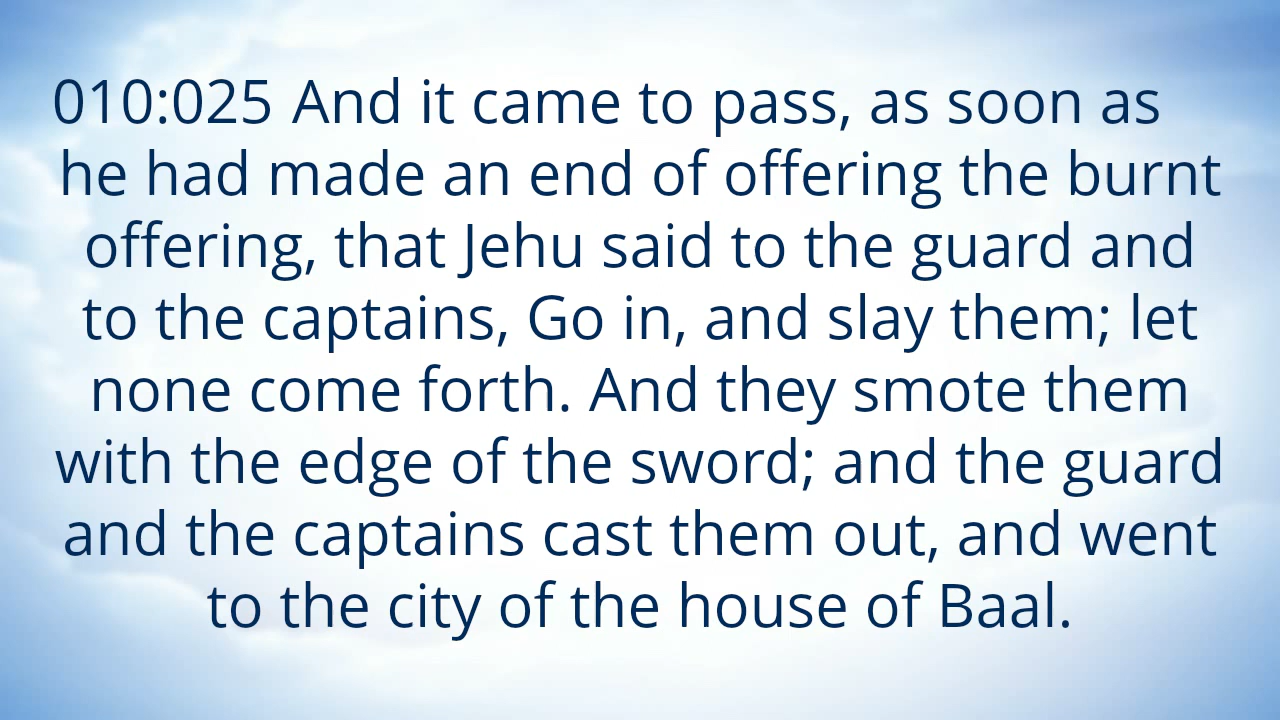 010:025 And it came to pass, as soon as
he had made an end of offering the burnt
offering, that Jehu said to the guard and
to the captains, Go in, and slay them; let
none come forth. And they smote them
with the edge of the sword; and the guard
and the captains cast them out, and went
to the city of the house of Baal.